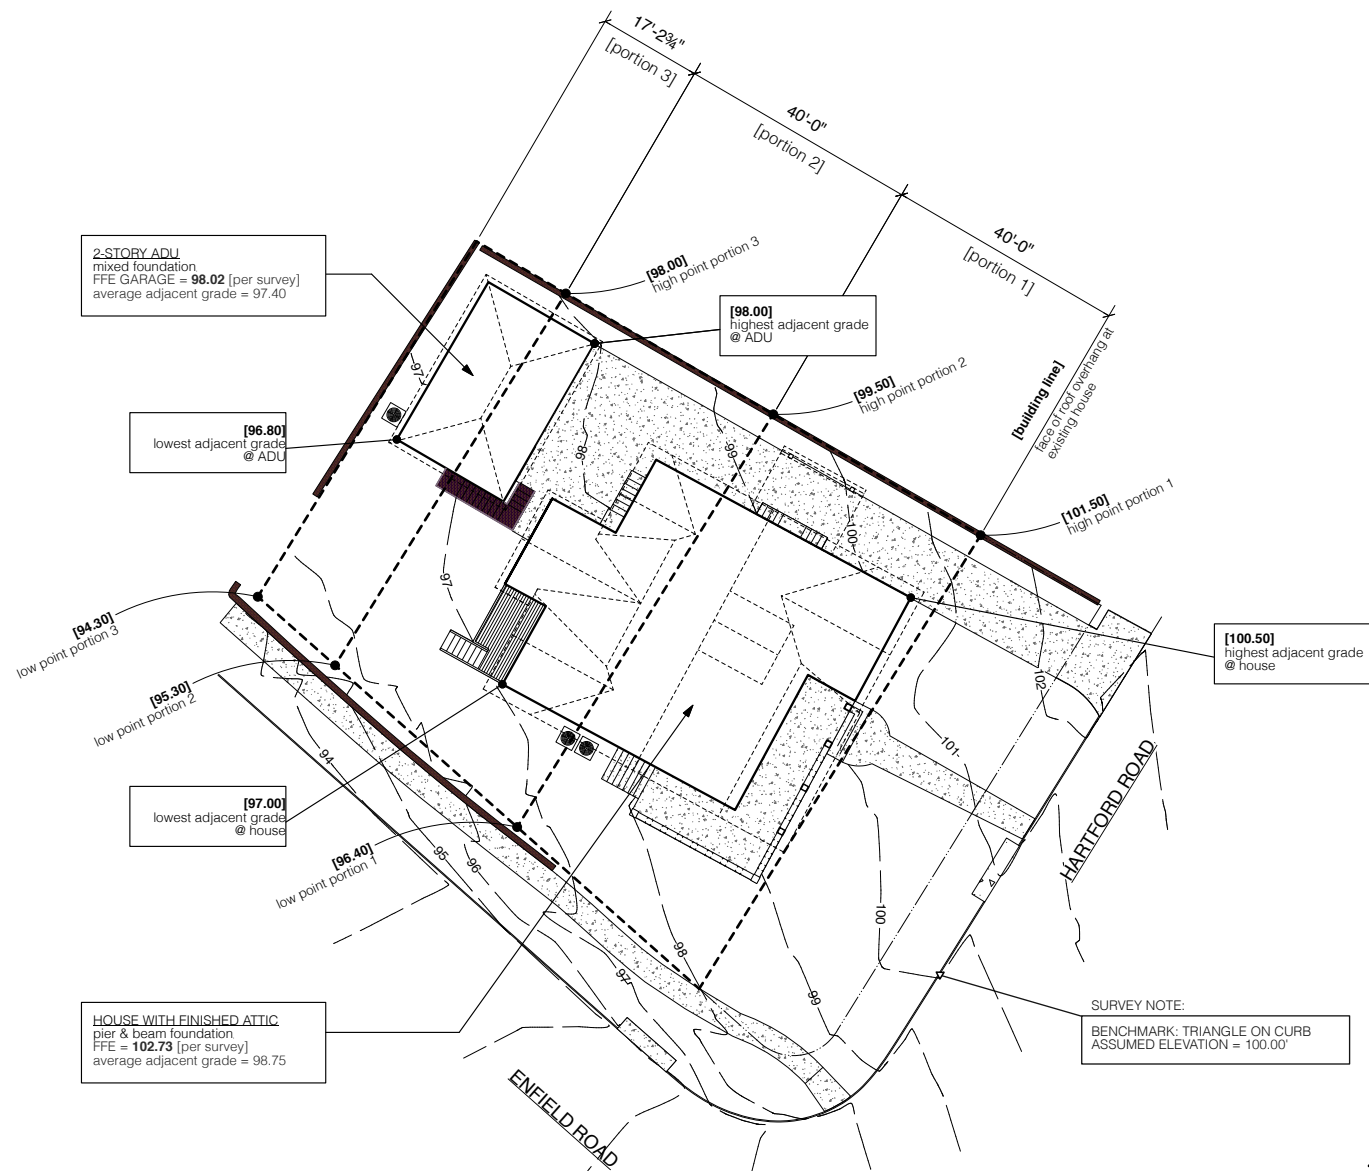 17'-2¾"
[portion 3]
40'-0"
[portion 2]
40'-0"
[portion 1]
2-STORY ADU
mixed foundation
FFE GARAGE = 98.02 [per survey]
average adjacent grade = 97.40
[98.00]
high point portion 3
[98.00]
highest adjacent grade
@ ADU
[building line]
face of roof overhang at
existing house
[99.50]
high point portion 2
97
[96.80]
lowest adjacent grade
@ ADU
98
99
100
[101.50]
high point portion 1
97
[94.30]
low point portion 3
[100.50]
highest adjacent grade
@ house
[95.30]
low point portion 2
102
101
94
HARTFORD ROAD
[97.00]
lowest adjacent grade
@ house
[96.40]
low point portion 1
95
96
4
100
98
97
99
HOUSE WITH FINISHED ATTIC
pier & beam foundation
FFE = 102.73 [per survey]
average adjacent grade = 98.75
SURVEY NOTE:
BENCHMARK: TRIANGLE ON CURB
ASSUMED ELEVATION = 100.00'
ENFIELD ROAD